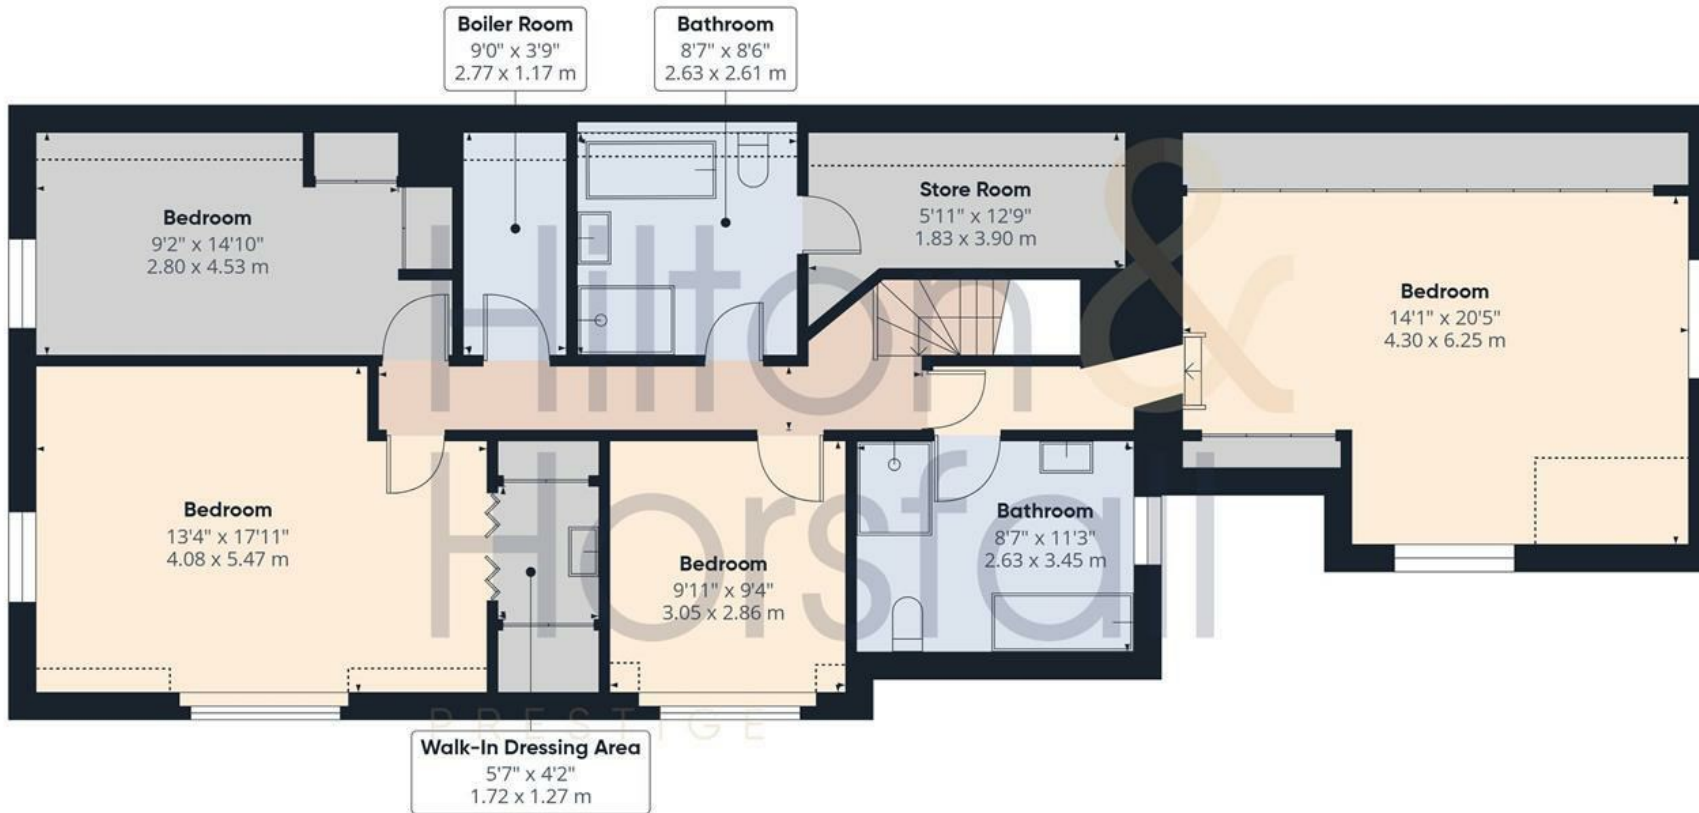 Boiler Room
9'0" x 3'9"
2.77 x 1.17 m
Bathroom
8'7" x 8'6"
2.63 x 2.61 m
Bedroom
9'2" x 14'10"
2.80 x 4.53 m
Store Room
5'11" x 12'9"
1.83 x 3.90 m
Bedroom
14'1" x 20'5"
4.30 x 6.25 m
Bedroom
13'4" x 17'11"
4.08 x 5.47 m
Bedroom
9'11" x 9'4"
3.05 x 2.86 m
Bathroom
8'7" x 11'3"
2.63 x 3.45 m
Walk-In Dressing Area
5'7" x 4'2"
1.72 x 1.27 m
Hilton &
Horsfall
PRESTIGE